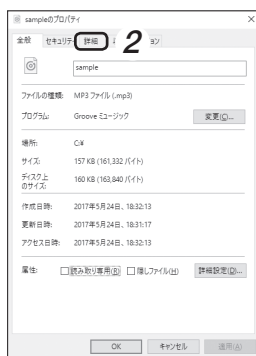 sampleのプロパティ
全般 セキュリテ 詳細 2 ョン
sample
ファイルの種類: MP3 ファイル (.mp3)
プログラム: Groove ミュージック 変更(C)...
場所: C:¥
サイズ: 157 KB (161,332 バイト)
ディスク上
のサイズ: 160 KB (163,840 バイト)
作成日時: 2017年5月24日、18:32:13
更新日時: 2017年5月24日、18:31:17
アクセス日時: 2017年5月24日、18:32:13
属性: 読み取り専用(R) 隠しファイル(H) 詳細設定(D)...
OK キャンセル 適用(A)